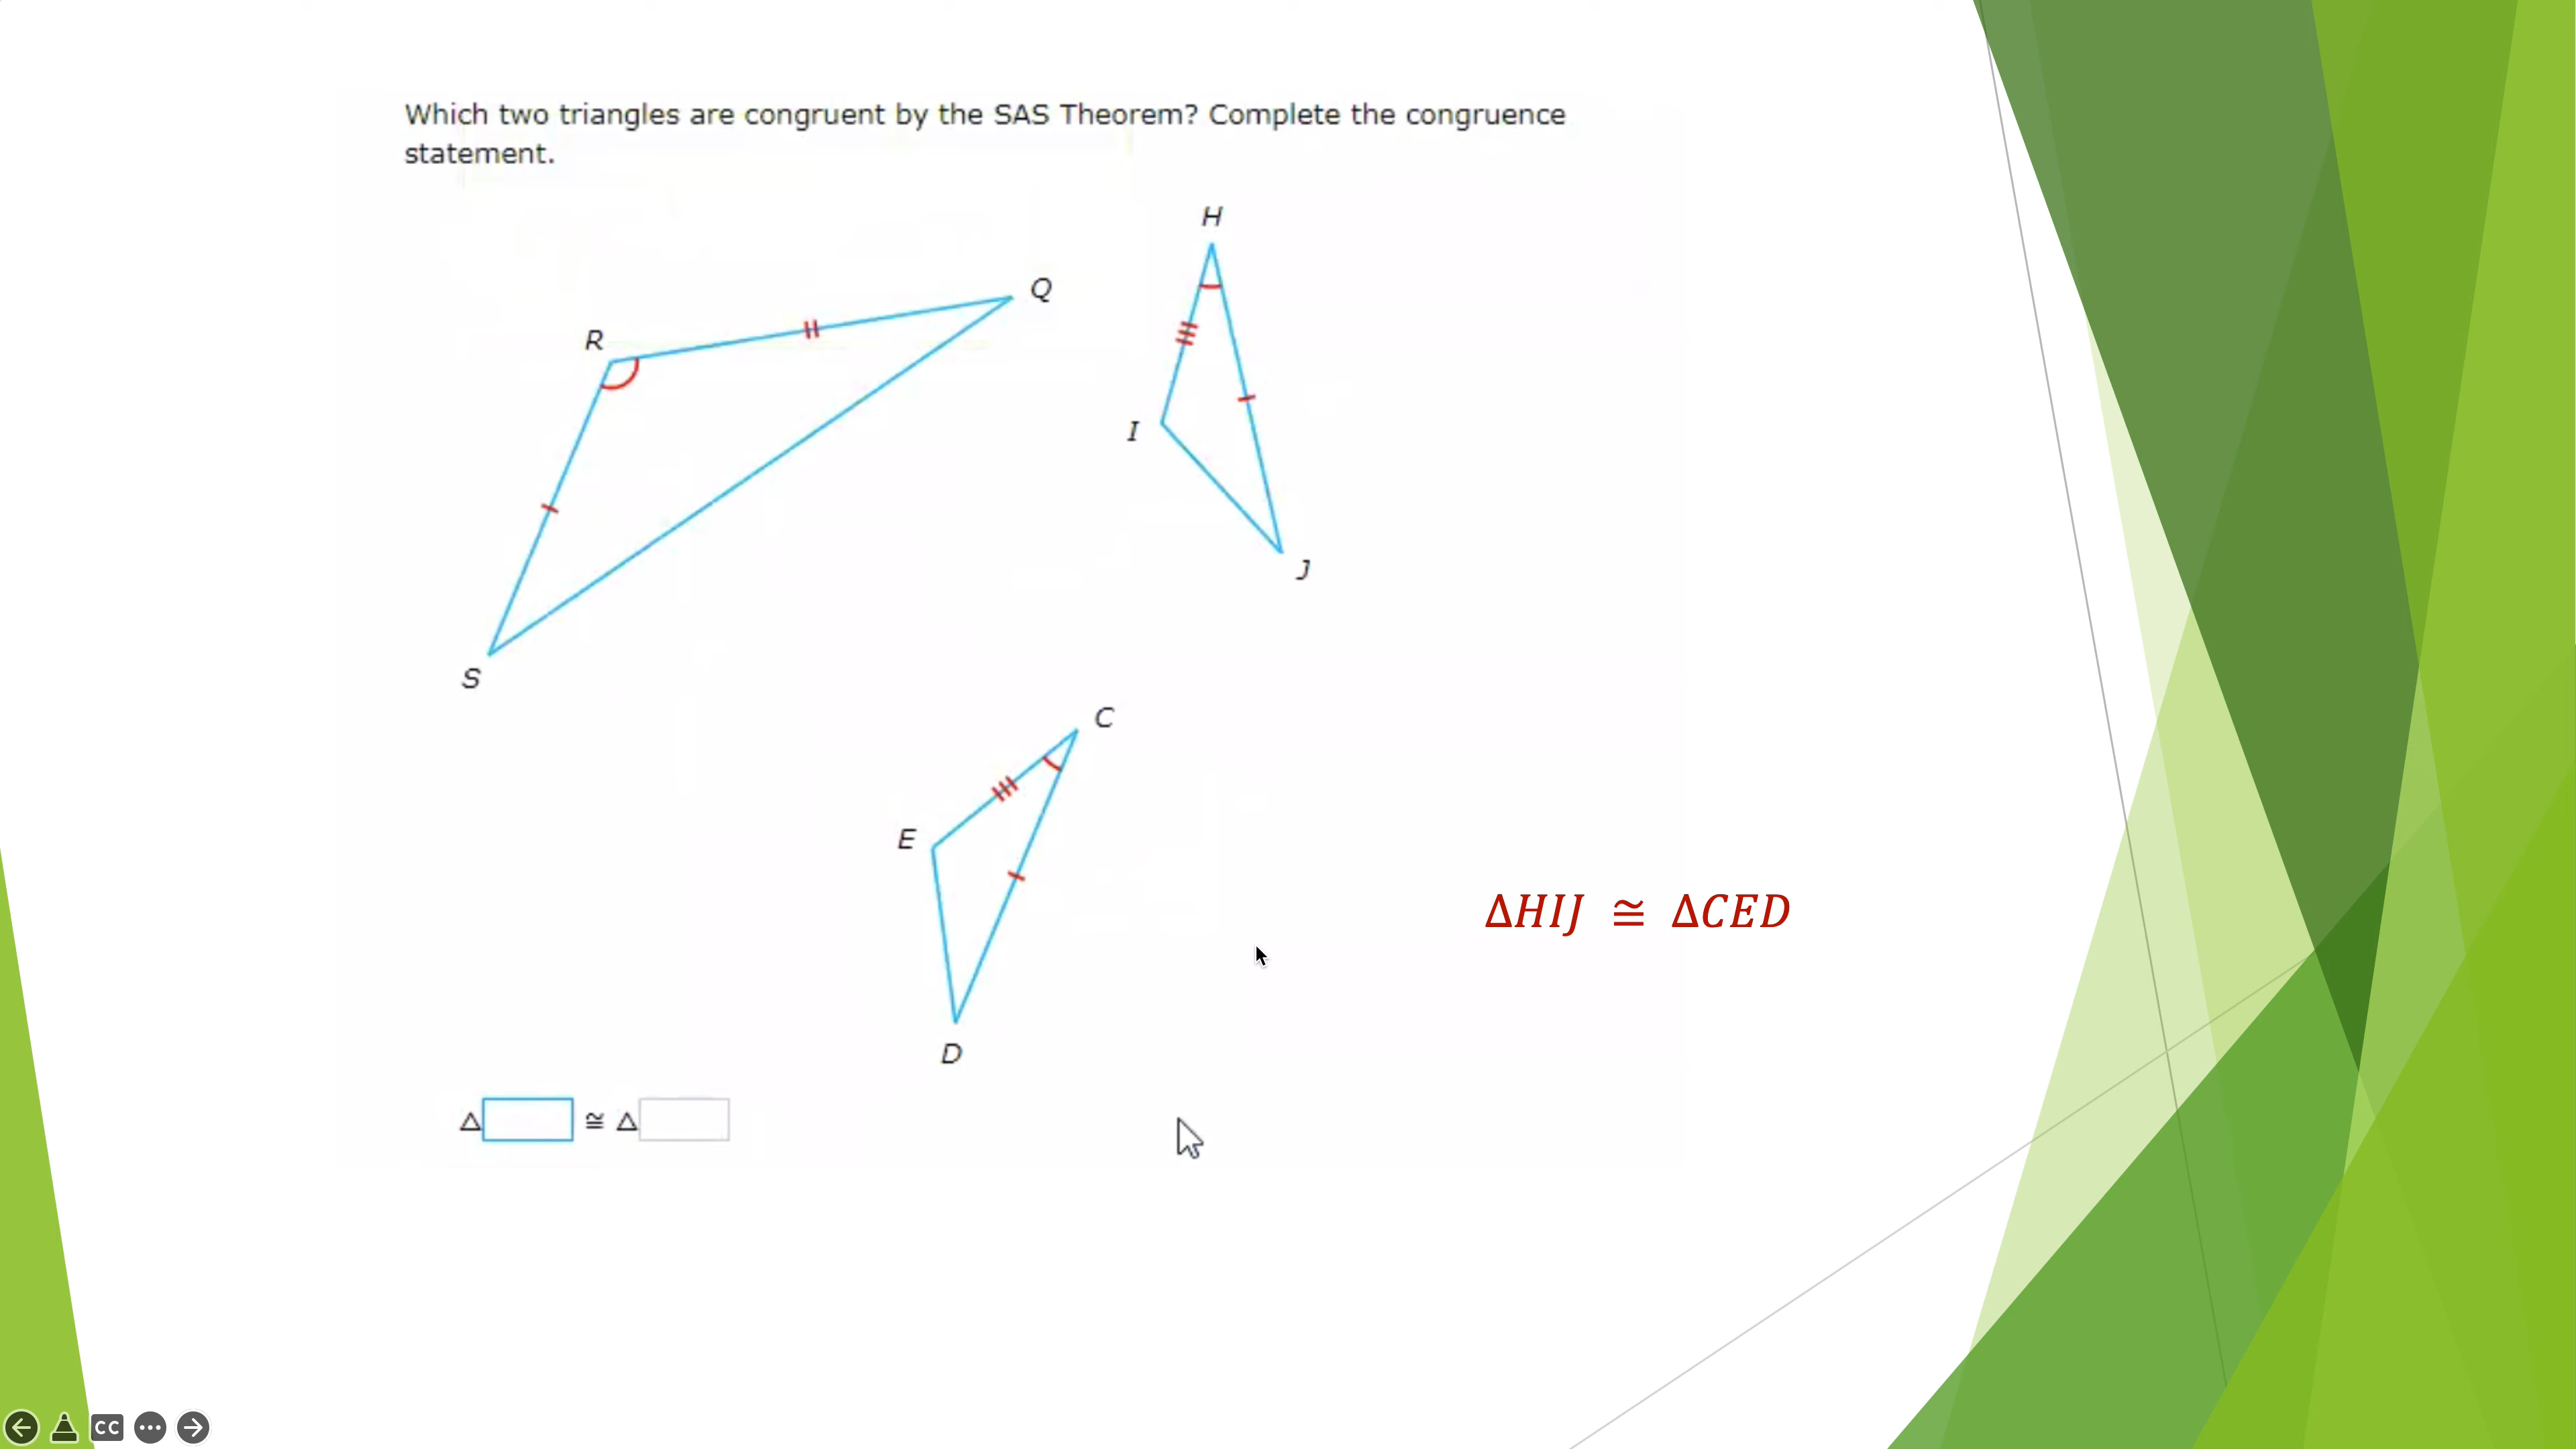 Which two triangles are congruent by the SAS Theorem? Complete the congruence
statement.
H
Q
R
I
J
S
C
E
ΔHIJ ≅ ΔCED
D
△ ≅ △
CC